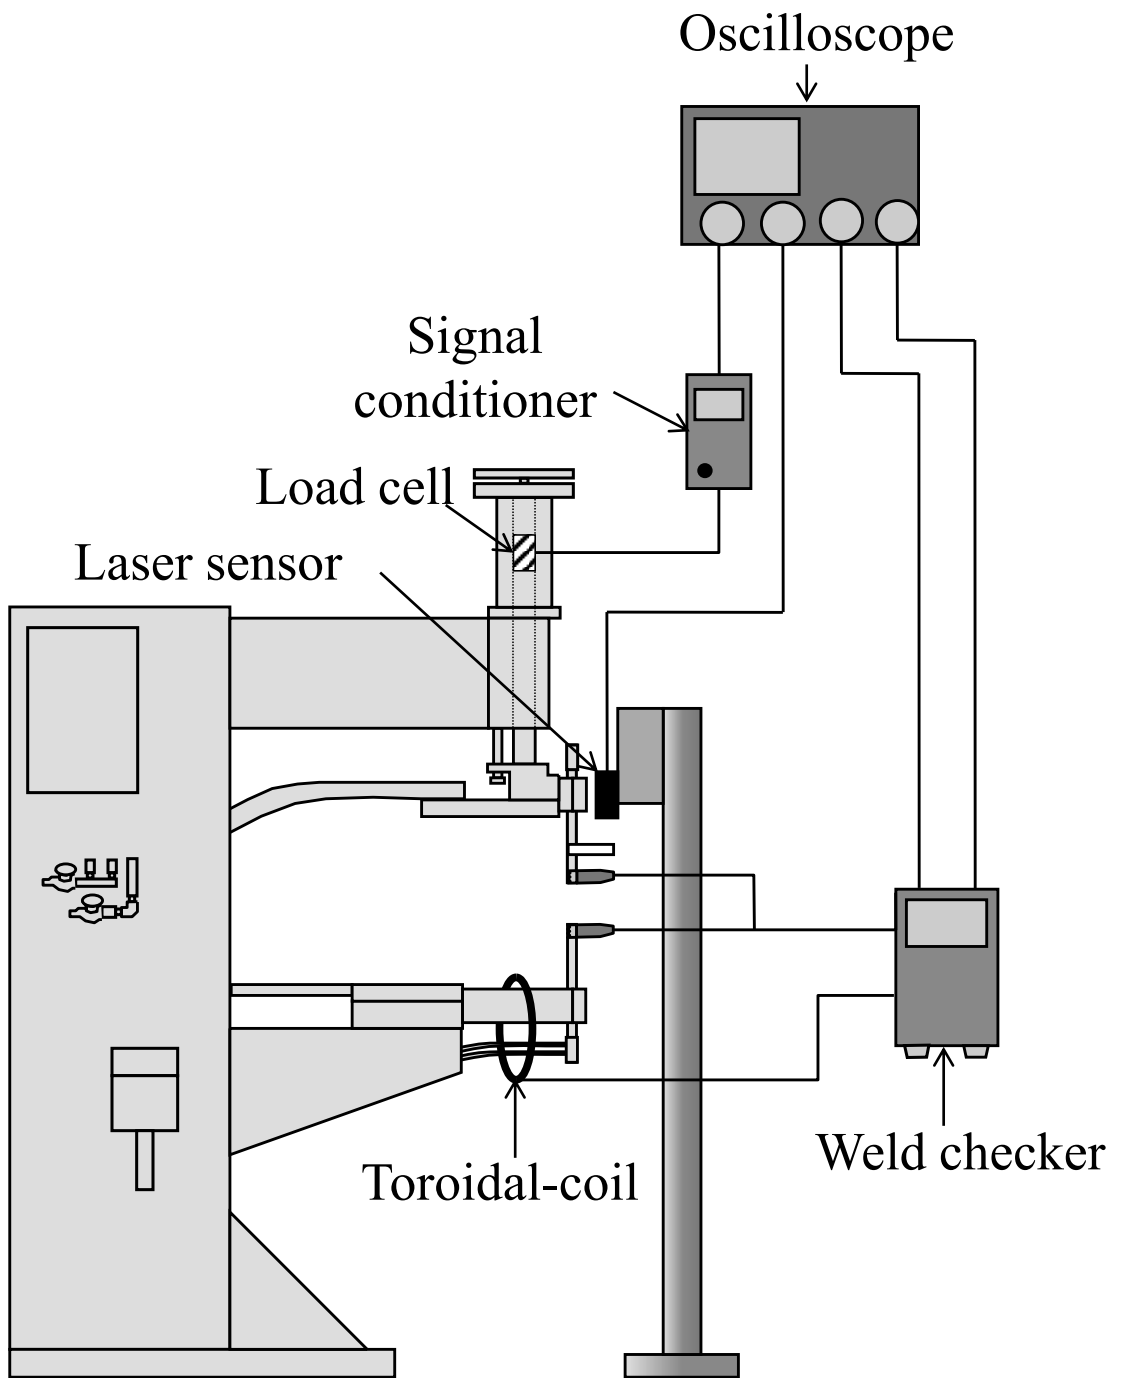 Oscilloscope
Signal
conditioner
Load cell
Laser sensor
Weld checker
Toroidal-coil